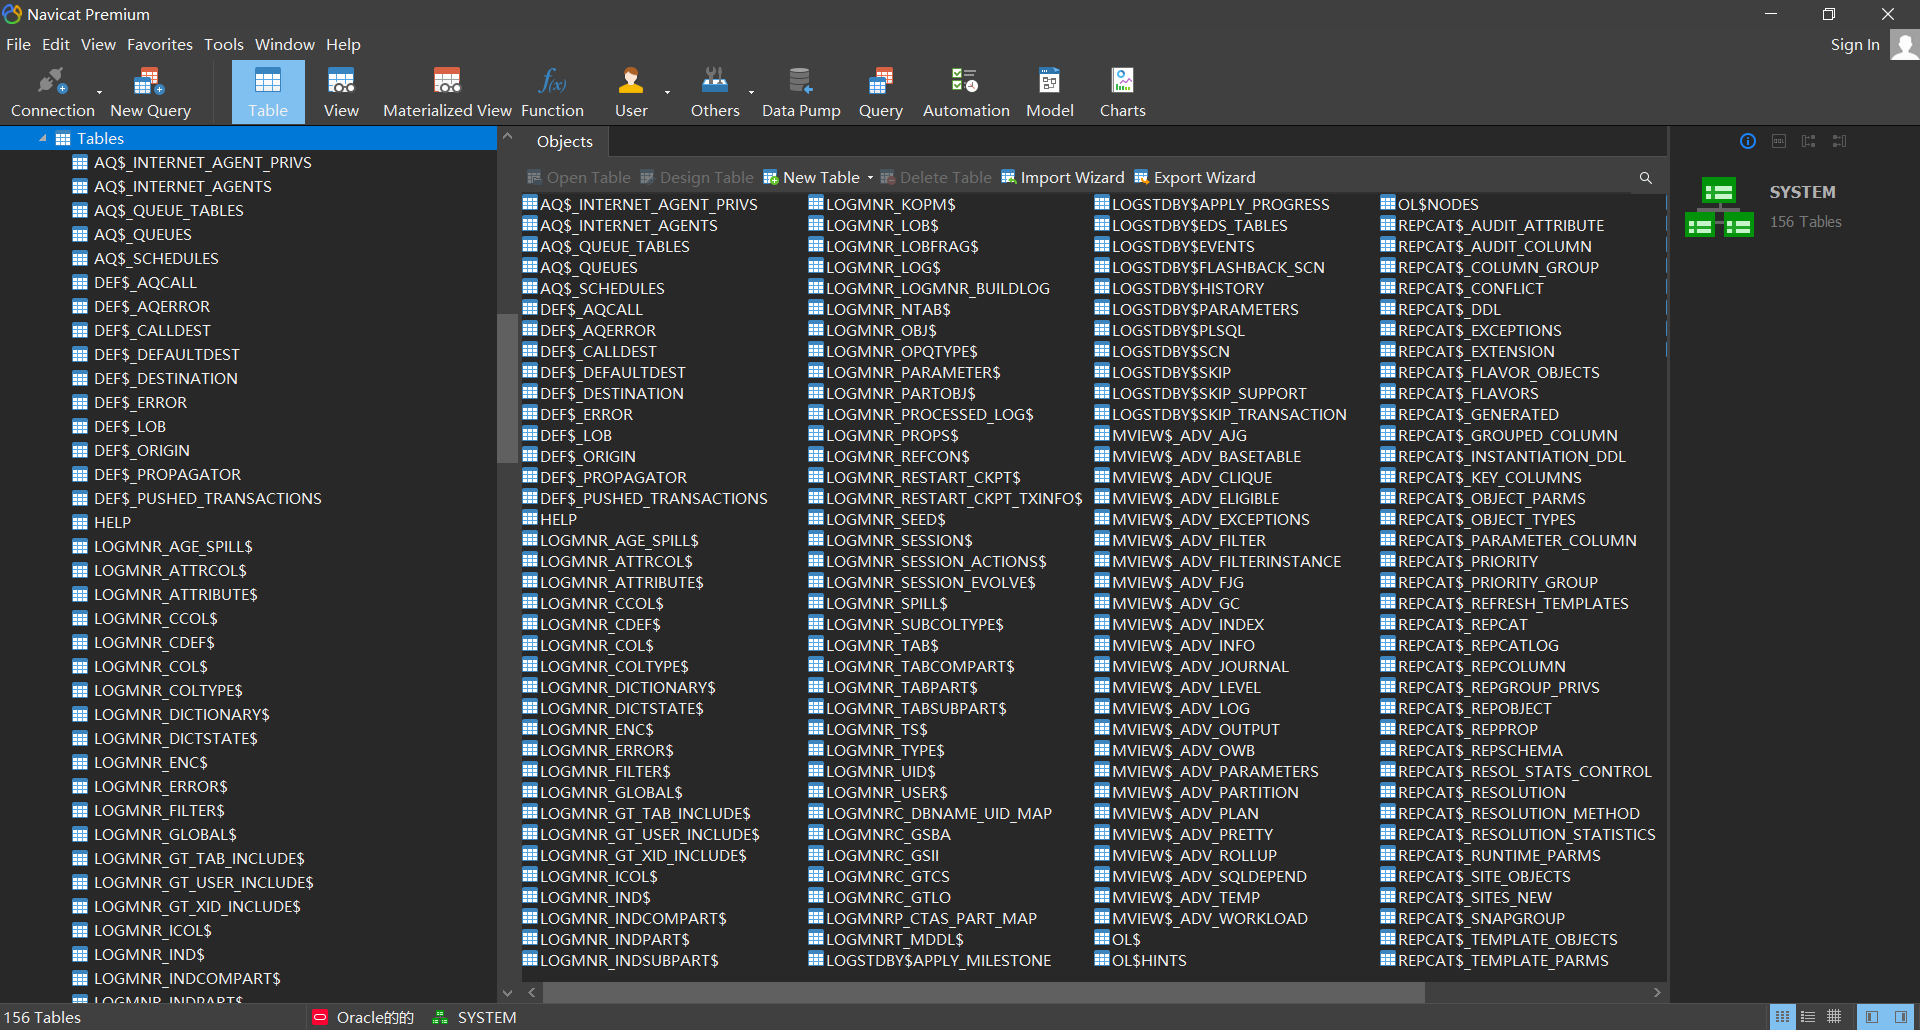 Navicat Premium
File Edit View Favorites Tools Window Help
Sign In
Connection
New Query
Table
View
Materialized View
Function
User
Others
Data Pump
Query
Automation
Model
Charts
Tables
AQ$_INTERNET_AGENT_PRIVS
AQ$_INTERNET_AGENTS
AQ$_QUEUE_TABLES
AQ$_QUEUES
AQ$_SCHEDULES
DEF$_AQCALL
DEF$_AQERROR
DEF$_CALLDEST
DEF$_DEFAULTDEST
DEF$_DESTINATION
DEF$_ERROR
DEF$_LOB
DEF$_ORIGIN
DEF$_PROPAGATOR
DEF$_PUSHED_TRANSACTIONS
HELP
LOGMNR_AGE_SPILL$
LOGMNR_ATTRCOL$
LOGMNR_ATTRIBUTE$
LOGMNR_CCOL$
LOGMNR_CDEF$
LOGMNR_COL$
LOGMNR_COLTYPE$
LOGMNR_DICTIONARY$
LOGMNR_DICTSTATE$
LOGMNR_ENC$
LOGMNR_ERROR$
LOGMNR_FILTER$
LOGMNR_GLOBAL$
LOGMNR_GT_TAB_INCLUDE$
LOGMNR_GT_USER_INCLUDE$
LOGMNR_GT_XID_INCLUDE$
LOGMNR_ICOL$
LOGMNR_IND$
LOGMNR_INDCOMPART$
LOGMNR_INDPART$
Objects
Open Table
Design Table
New Table
Delete Table
Import Wizard
Export Wizard
AQ$_INTERNET_AGENT_PRIVS
AQ$_INTERNET_AGENTS
AQ$_QUEUE_TABLES
AQ$_QUEUES
AQ$_SCHEDULES
DEF$_AQCALL
DEF$_AQERROR
DEF$_CALLDEST
DEF$_DEFAULTDEST
DEF$_DESTINATION
DEF$_ERROR
DEF$_LOB
DEF$_ORIGIN
DEF$_PROPAGATOR
DEF$_PUSHED_TRANSACTIONS
HELP
LOGMNR_AGE_SPILL$
LOGMNR_ATTRCOL$
LOGMNR_ATTRIBUTE$
LOGMNR_CCOL$
LOGMNR_CDEF$
LOGMNR_COL$
LOGMNR_COLTYPE$
LOGMNR_DICTIONARY$
LOGMNR_DICTSTATE$
LOGMNR_ENC$
LOGMNR_ERROR$
LOGMNR_FILTER$
LOGMNR_GLOBAL$
LOGMNR_GT_TAB_INCLUDE$
LOGMNR_GT_USER_INCLUDE$
LOGMNR_GT_XID_INCLUDE$
LOGMNR_ICOL$
LOGMNR_IND$
LOGMNR_INDCOMPART$
LOGMNR_INDPART$
LOGMNR_INDSUBPART$
LOGMNR_KOPM$
LOGMNR_LOB$
LOGMNR_LOBFRAG$
LOGMNR_LOG$
LOGMNR_LOGMNR_BUILDLOG
LOGMNR_NTAB$
LOGMNR_OBJ$
LOGMNR_OPQTYPE$
LOGMNR_PARAMETER$
LOGMNR_PARTOBJ$
LOGMNR_PROCESSED_LOG$
LOGMNR_PROPS$
LOGMNR_REFCON$
LOGMNR_RESTART_CKPT$
LOGMNR_RESTART_CKPT_TXINFO$
LOGMNR_SEED$
LOGMNR_SESSION$
LOGMNR_SESSION_ACTIONS$
LOGMNR_SESSION_EVOLVE$
LOGMNR_SPILL$
LOGMNR_SUBCOLTYPE$
LOGMNR_TAB$
LOGMNR_TABCOMPART$
LOGMNR_TABPART$
LOGMNR_TABSUBPART$
LOGMNR_TS$
LOGMNR_TYPE$
LOGMNR_UID$
LOGMNR_USER$
LOGMNRC_DBNAME_UID_MAP
LOGMNRC_GSBA
LOGMNRC_GSII
LOGMNRC_GTCS
LOGMNRC_GTLO
LOGMNRP_CTAS_PART_MAP
LOGMNRT_MDDL$
LOGSTDBY$APPLY_MILESTONE
LOGSTDBY$APPLY_PROGRESS
LOGSTDBY$EDS_TABLES
LOGSTDBY$EVENTS
LOGSTDBY$FLASHBACK_SCN
LOGSTDBY$HISTORY
LOGSTDBY$PARAMETERS
LOGSTDBY$PLSQL
LOGSTDBY$SCN
LOGSTDBY$SKIP
LOGSTDBY$SKIP_SUPPORT
LOGSTDBY$SKIP_TRANSACTION
MVIEW$_ADV_AJG
MVIEW$_ADV_BASETABLE
MVIEW$_ADV_CLIQUE
MVIEW$_ADV_ELIGIBLE
MVIEW$_ADV_EXCEPTIONS
MVIEW$_ADV_FILTER
MVIEW$_ADV_FILTERINSTANCE
MVIEW$_ADV_FJG
MVIEW$_ADV_GC
MVIEW$_ADV_INDEX
MVIEW$_ADV_INFO
MVIEW$_ADV_JOURNAL
MVIEW$_ADV_LEVEL
MVIEW$_ADV_LOG
MVIEW$_ADV_OUTPUT
MVIEW$_ADV_OWB
MVIEW$_ADV_PARAMETERS
MVIEW$_ADV_PARTITION
MVIEW$_ADV_PLAN
MVIEW$_ADV_PRETTY
MVIEW$_ADV_ROLLUP
MVIEW$_ADV_SQLDEPEND
MVIEW$_ADV_TEMP
MVIEW$_ADV_WORKLOAD
OL$
OL$HINTS
OL$NODES
REPCAT$_AUDIT_ATTRIBUTE
REPCAT$_AUDIT_COLUMN
REPCAT$_COLUMN_GROUP
REPCAT$_CONFLICT
REPCAT$_DDL
REPCAT$_EXCEPTIONS
REPCAT$_EXTENSION
REPCAT$_FLAVOR_OBJECTS
REPCAT$_FLAVORS
REPCAT$_GENERATED
REPCAT$_GROUPED_COLUMN
REPCAT$_INSTANTIATION_DDL
REPCAT$_KEY_COLUMNS
REPCAT$_OBJECT_PARMS
REPCAT$_OBJECT_TYPES
REPCAT$_PARAMETER_COLUMN
REPCAT$_PRIORITY
REPCAT$_PRIORITY_GROUP
REPCAT$_REFRESH_TEMPLATES
REPCAT$_REPCAT
REPCAT$_REPCATLOG
REPCAT$_REPCOLUMN
REPCAT$_REPGROUP_PRIVS
REPCAT$_REPOBJECT
REPCAT$_REPPROP
REPCAT$_REPSCHEMA
REPCAT$_RESOL_STATS_CONTROL
REPCAT$_RESOLUTION
REPCAT$_RESOLUTION_METHOD
REPCAT$_RESOLUTION_STATISTICS
REPCAT$_RUNTIME_PARMS
REPCAT$_SITE_OBJECTS
REPCAT$_SITES_NEW
REPCAT$_SNAPGROUP
REPCAT$_TEMPLATE_OBJECTS
REPCAT$_TEMPLATE_PARMS
SYSTEM
156 Tables
156 Tables
Oracle的的
SYSTEM